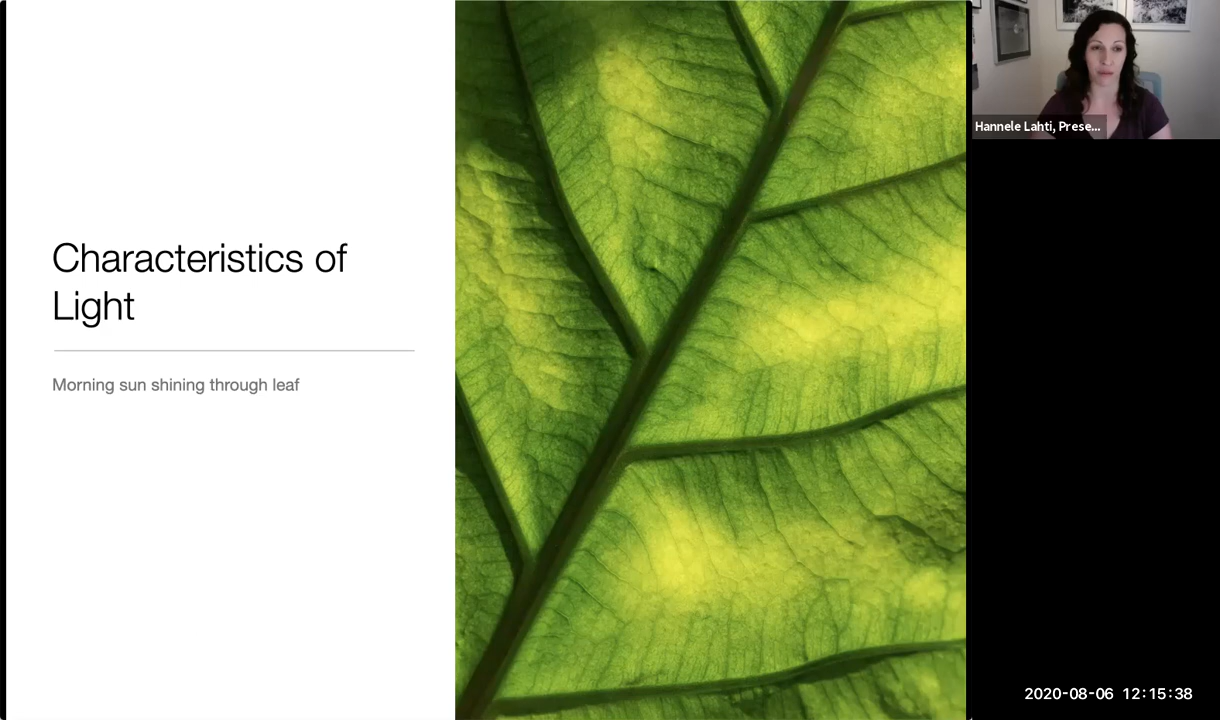 Characteristics of
Light
Morning sun shining through leaf
Hannele Lahti, Prese...
2020-08-06 12:15:38